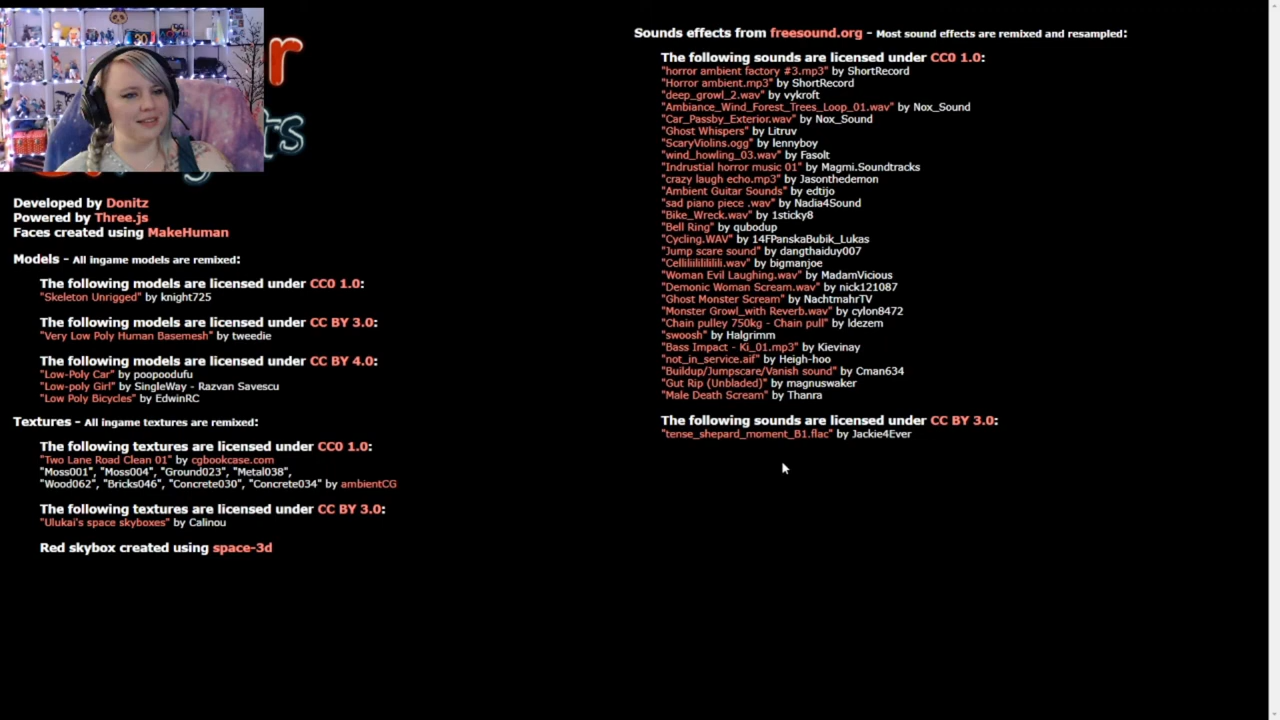 Developed by Donitz
Powered by Three.js
Faces created using MakeHuman
Models - All ingame models are remixed:
The following models are licensed under CC0 1.0:
"Skeleton Unrigged" by knight725
The following models are licensed under CC BY 3.0:
"Very Low Poly Human Basemesh" by tweedie
The following models are licensed under CC BY 4.0:
"Low-Poly Car" by poopoodufu
"Low-poly Girl" by SingleWay - Razvan Savescu
"Low Poly Bicycles" by EdwinRC
Textures - All ingame textures are remixed:
The following textures are licensed under CC0 1.0:
"Two Lane Road Clean 01" by cgbookcase.com
"Moss001", "Moss004", "Ground023", "Metal038",
"Wood062", "Bricks046", "Concrete030", "Concrete034" by ambientCG
The following textures are licensed under CC BY 3.0:
"Ulukai's space skyboxes" by Calinou
Red skybox created using space-3d
Sounds effects from freesound.org - Most sound effects are remixed and resampled:
The following sounds are licensed under CC0 1.0:
"horror ambient factory #3.mp3" by ShortRecord
"Horror ambient.mp3" by ShortRecord
"deep_growl_2.wav" by vykroft
"Ambiance_Wind_Forest_Trees_Loop_01.wav" by Nox_Sound
"Car_Passby_Exterior.wav" by Nox_Sound
"Ghost Whispers" by Litruv
"ScaryViolins.ogg" by lennyboy
"wind_howling_03.wav" by Fasolt
"Indrustial horror music 01" by Magmi.Soundtracks
"crazy laugh echo.mp3" by Jasonthedemon
"Ambient Guitar Sounds" by edtijo
"sad piano piece .wav" by Nadia4Sound
"Bike_Wreck.wav" by 1sticky8
"Bell Ring" by qubodup
"Cycling.WAV" by 14FPanskaBubik_Lukas
"Jump scare sound" by dangthaiduy007
"Celliiiliiililili.wav" by bigmanjoe
"Woman Evil Laughing.wav" by MadamVicious
"Demonic Woman Scream.wav" by nick121087
"Ghost Monster Scream" by NachtmahrTV
"Monster Growl_with Reverb.wav" by cylon8472
"Chain pulley 750kg - Chain pull" by ldezem
"swoosh" by Halgrimm
"Bass Impact - Ki_01.mp3" by Kievinay
"not_in_service.aif" by Heigh-hoo
"Buildup/Jumpscare/Vanish sound" by Cman634
"Gut Rip (Unbladed)" by magnuswaker
"Male Death Scream" by Thanra
The following sounds are licensed under CC BY 3.0:
"tense_shepard_moment_B1.flac" by Jackie4Ever